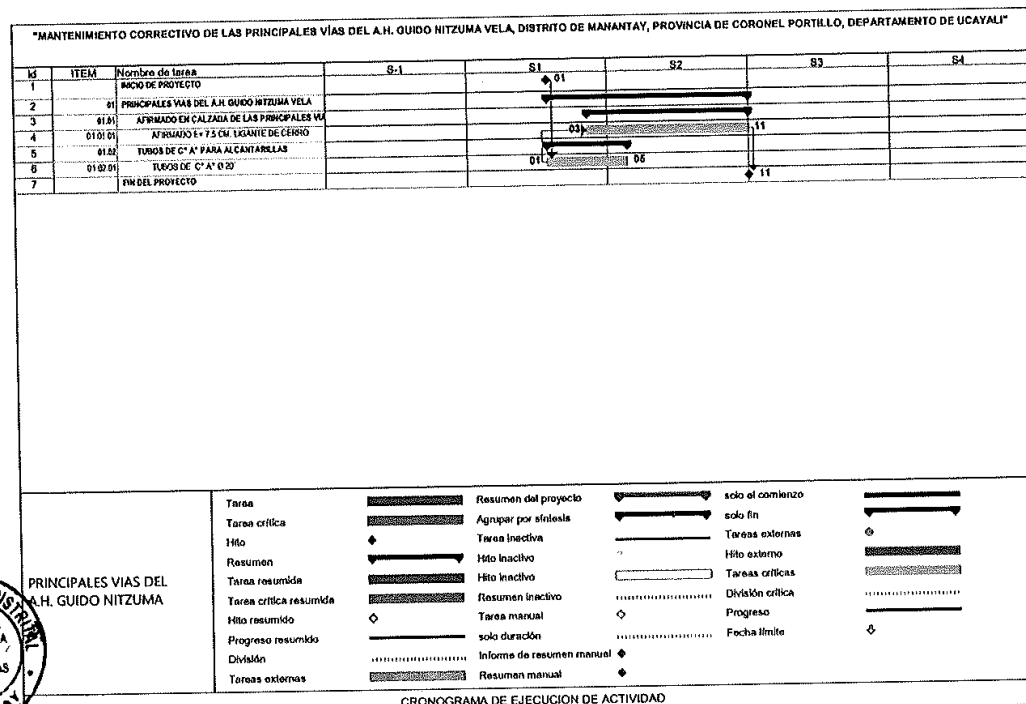 "MANTENIMIENTO CORRECTIVO DE LAS PRINCIPALES VÍAS DEL A.H. GUIDO NITZUMA VELA, DISTRITO DE MANANTAY, PROVINCIA DE CORONEL PORTILLO, DEPARTAMENTO DE UCAYALI"
Id ITEM Nombre de tarea S-1 S1 S2 S3 S4
1 INICIO DE PROYECTO 01
2 01 PRINCIPALES VIAS DEL A.H. GUIDO NITZUMA VELA
3 01.01 AFIRMADO EN CALZADA DE LAS PRINCIPALES VIA
4 01.01.01 AFIRMADO E= 7.5 CM. LIGANTE DE CERRO 03 11
5 01.02 TUBOS DE C° A° PARA ALCANTARILLAS
6 01.02.01 TUBOS DE C° A° Ø 20" 01 05
7 FIN DEL PROYECTO 11
PRINCIPALES VIAS DEL
A.H. GUIDO NITZUMA
Tarea Resumen del proyecto solo el comienzo
Tarea crítica Agrupar por síntesis solo fin
Hito Tarea inactiva Tareas externas
Resumen Hito inactivo Hito externo
Tarea resumida Hito inactivo Tareas críticas
Tarea crítica resumida Resumen inactivo División crítica
Hito resumido Tarea manual Progreso
Progreso resumido solo duración Fecha límite
División Informe de resumen manual
Tareas externas Resumen manual
CRONOGRAMA DE EJECUCION DE ACTIVIDAD